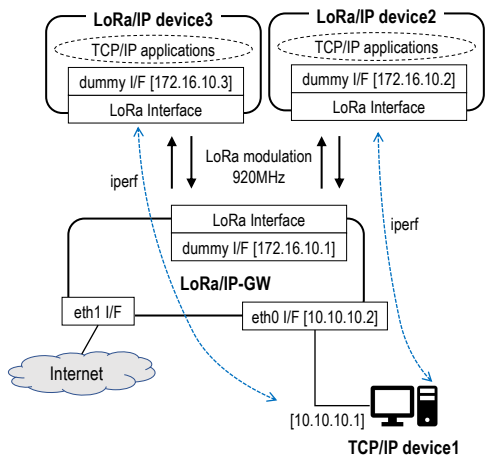 LoRa/IP device3
TCP/IP applications
dummy I/F [172.16.10.3]
LoRa Interface
LoRa/IP device2
TCP/IP applications
dummy I/F [172.16.10.2]
LoRa Interface
LoRa modulation
920MHz
iperf
iperf
LoRa Interface
dummy I/F [172.16.10.1]
LoRa/IP-GW
eth1 I/F
eth0 I/F [10.10.10.2]
Internet
[10.10.10.1]
TCP/IP device1